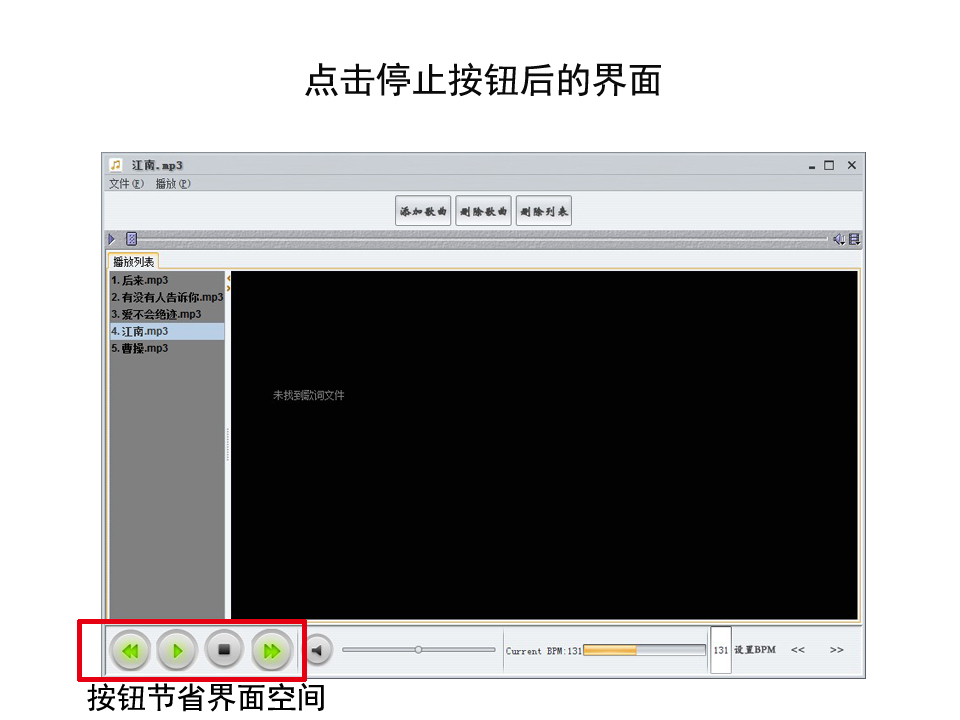 点击停止按钮后的界面
江南.mp3
文件(F) 播放(P)
添加歌曲 删除歌曲 删除列表
播放列表
1.后来.mp3
2.有没有人告诉你.mp3
3.爱不会绝迹.mp3
4.江南.mp3
5.曹操.mp3
未找到歌词文件
Current BPM:131 131 设置BPM << >>
按钮节省界面空间